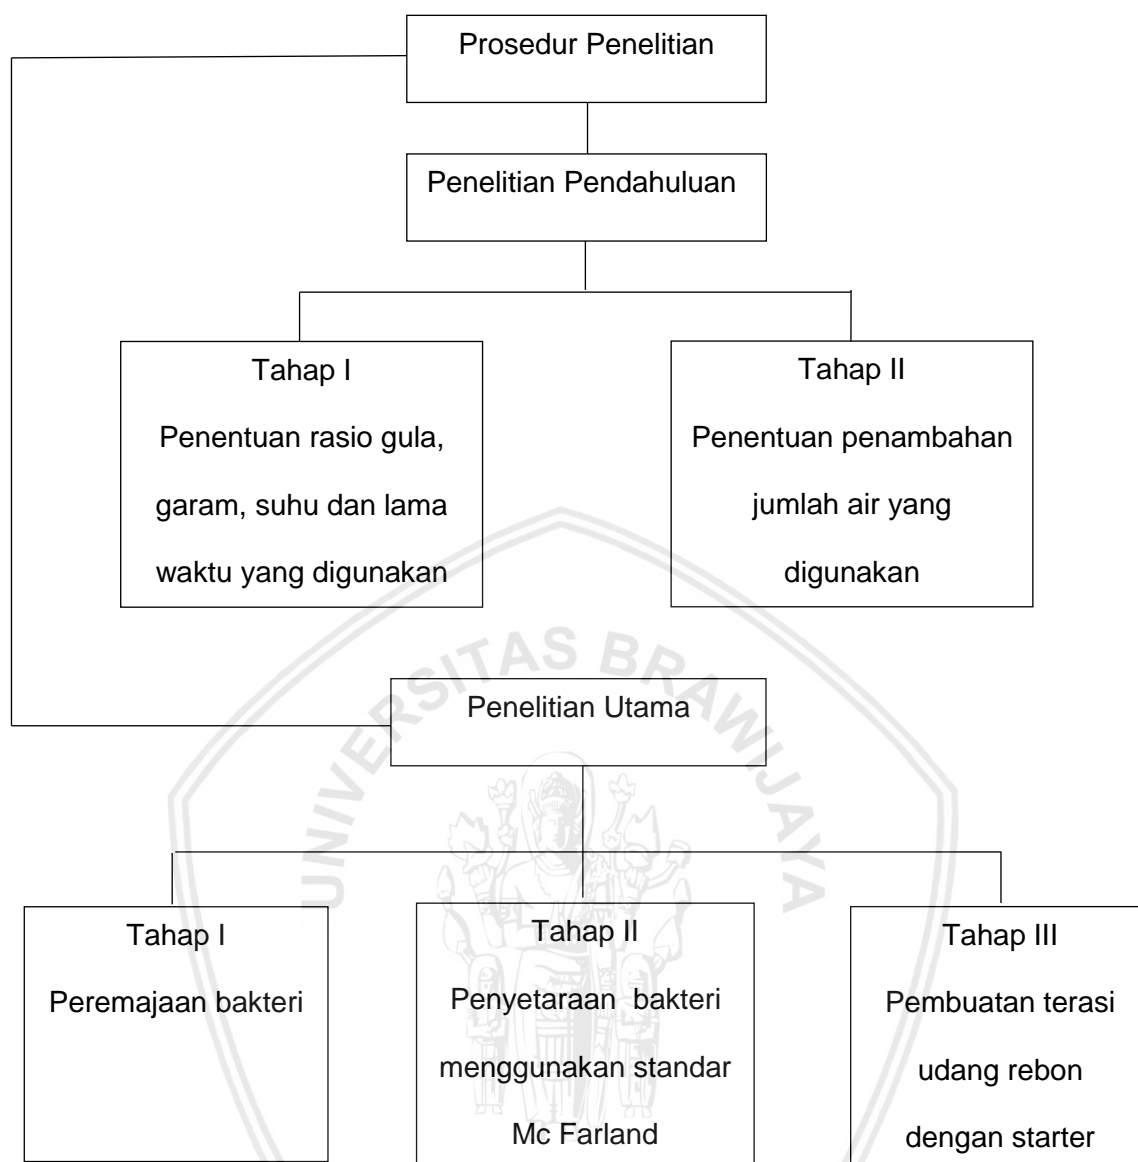 Prosedur Penelitian
Penelitian Pendahuluan
Tahap I
Penentuan rasio gula,
garam, suhu dan lama
waktu yang digunakan
Tahap II
Penentuan penambahan
jumlah air yang
digunakan
UNIVERSITAS BRAWIJAYA
Penelitian Utama
Tahap I
Peremajaan bakteri
Tahap II
Penyetaraan bakteri
menggunakan standar
Mc Farland
Tahap III
Pembuatan terasi
udang rebon
dengan starter